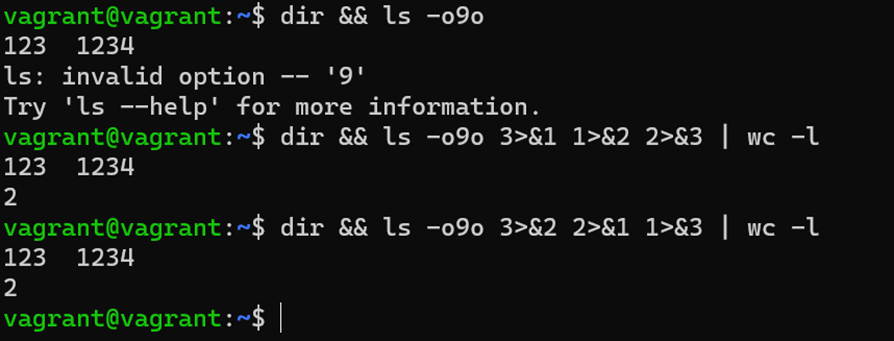 vagrant@vagrant:~$ dir && ls -o9o
123  1234
ls: invalid option -- '9'
Try 'ls --help' for more information.
vagrant@vagrant:~$ dir && ls -o9o 3>&1 1>&2 2>&3 | wc -l
123  1234
2
vagrant@vagrant:~$ dir && ls -o9o 3>&2 2>&1 1>&3 | wc -l
123  1234
2
vagrant@vagrant:~$